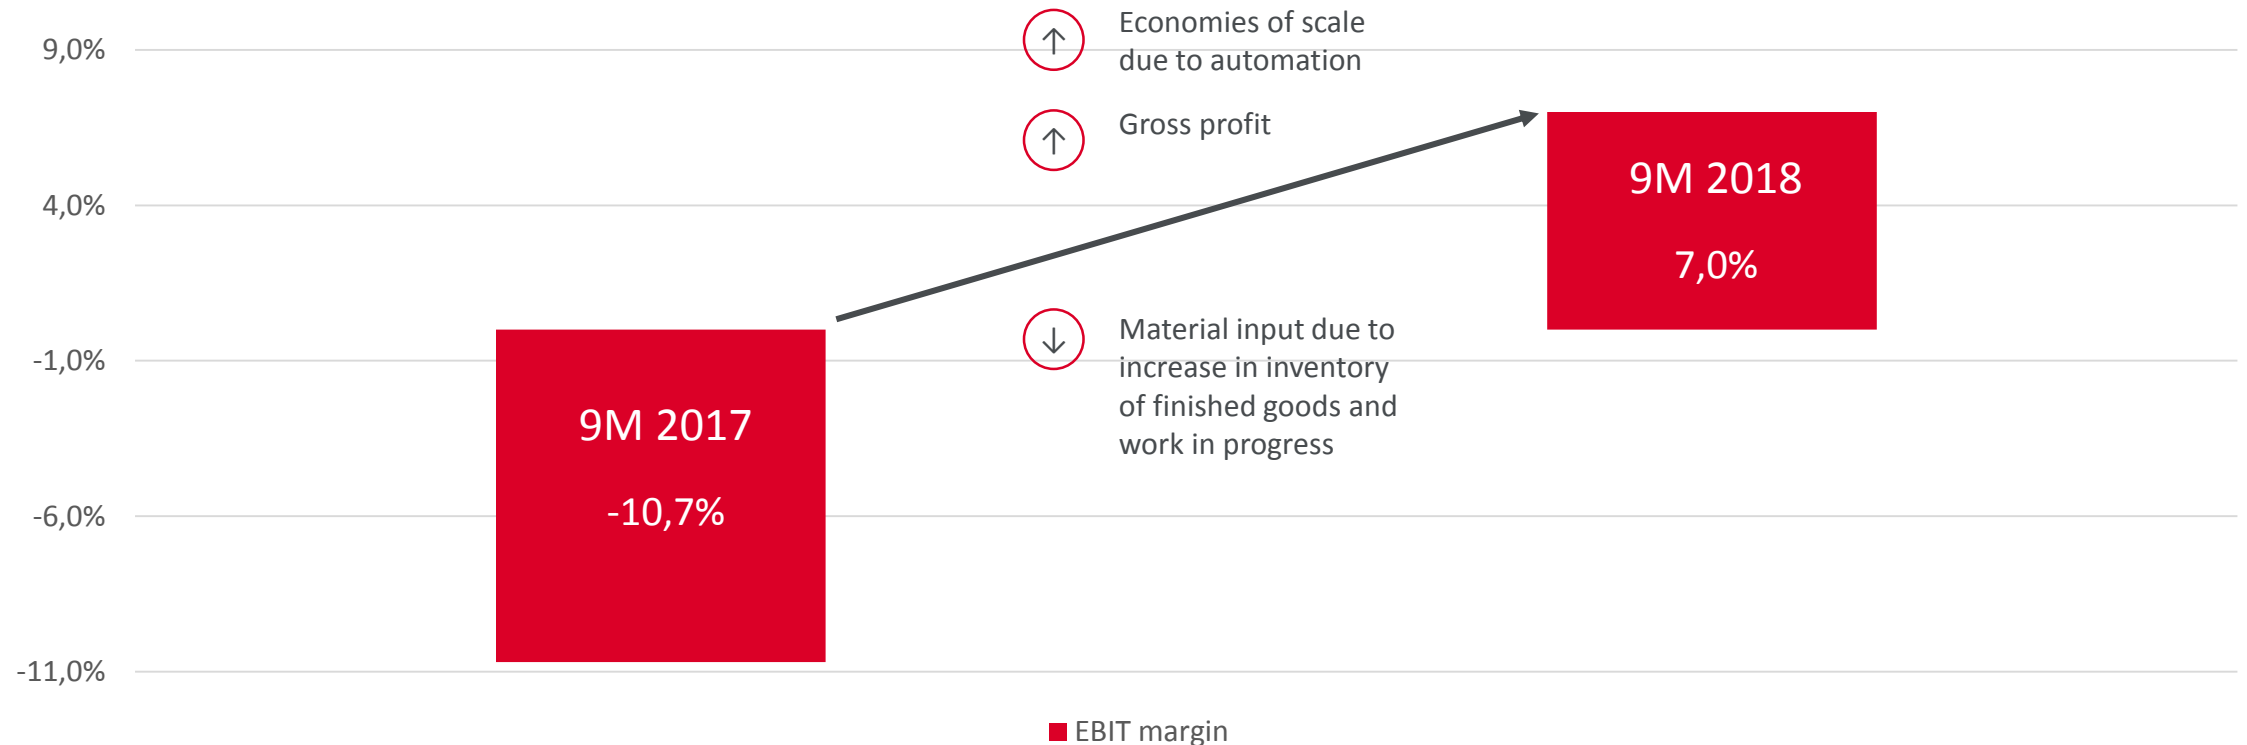 9,0%
4,0%
-1,0%
-6,0%
-11,0%
Economies of scale
due to automation
Gross profit
Material input due to
increase in inventory
of finished goods and
work in progress
9M 2017
-10,7%
9M 2018
7,0%
EBIT margin